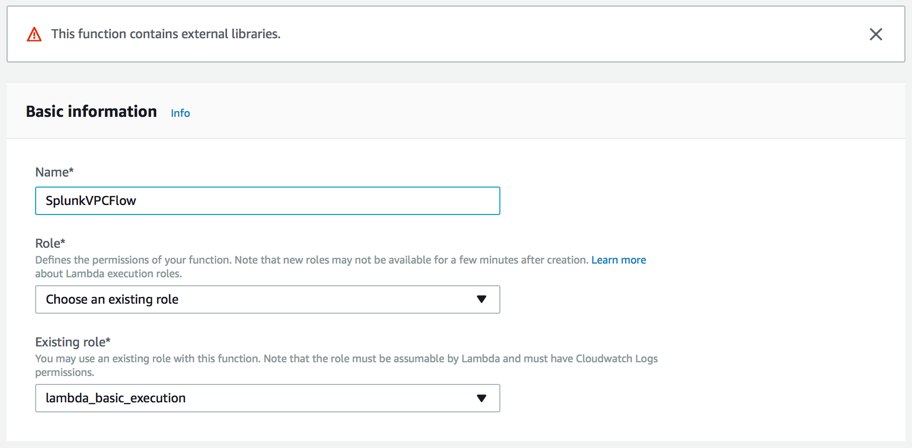 This function contains external libraries.
Basic information Info
Name*
SplunkVPCFlow
Role*
Defines the permissions of your function. Note that new roles may not be available for a few minutes after creation. Learn more
about Lambda execution roles.
Choose an existing role
Existing role*
You may use an existing role with this function. Note that the role must be assumable by Lambda and must have Cloudwatch Logs
permissions.
lambda_basic_execution